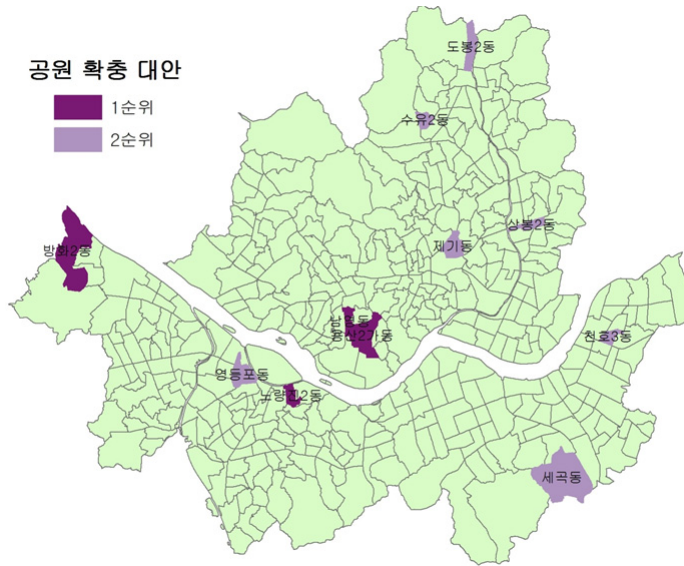 도봉2동
공원 확충 대안
1순위
수유2동
2순위
상봉2동
제기동
방화2동
남영동
용산2가동
천호3동
영등포동
노량진2동
세곡동